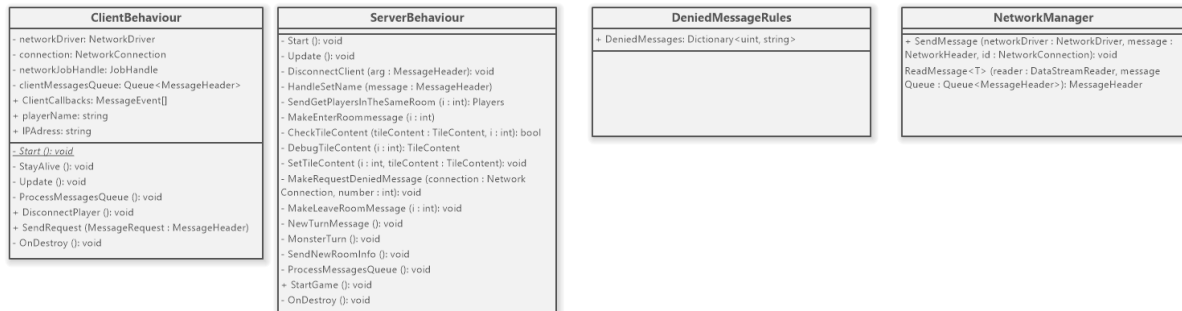 ClientBehaviour
- networkDriver: NetworkDriver
- connection: NetworkConnection
- networkJobHandle: JobHandle
- clientMessagesQueue: Queue<MessageHeader>
+ ClientCallbacks: MessageEvent[]
+ playerName: string
+ IPAdress: string
- Start (): void
- StayAlive (): void
- Update (): void
- ProcessMessagesQueue (): void
+ DisconnectPlayer (): void
+ SendRequest (MessageRequest : MessageHeader)
- OnDestroy (): void
ServerBehaviour
- Start (): void
- Update (): void
- DisconnectClient (arg : MessageHeader): void
- HandleSetName (message : MessageHeader)
- SendGetPlayersInTheSameRoom (i : int): Players
- MakeEnterRoommessage (i : int)
- CheckTileContent (tileContent : TileContent, i : int): bool
- DebugTileContent (i : int): TileContent
- SetTileContent (i : int, tileContent : TileContent): void
- MakeRequestDeniedMessage (connection : Network
Connection, number : int): void
- MakeLeaveRoomMessage (i : int): void
- NewTurnMessage (): void
- MonsterTurn (): void
- SendNewRoomInfo (): void
- ProcessMessagesQueue (): void
+ StartGame (): void
- OnDestroy (): void
DeniedMessageRules
+ DeniedMessages: Dictionary<uint, string>
NetworkManager
+ SendMessage (networkDriver : NetworkDriver, message :
NetworkHeader, id : NetworkConnection): void
ReadMessage<T> (reader : DataStreamReader, message
Queue : Queue<MessageHeader>): MessageHeader